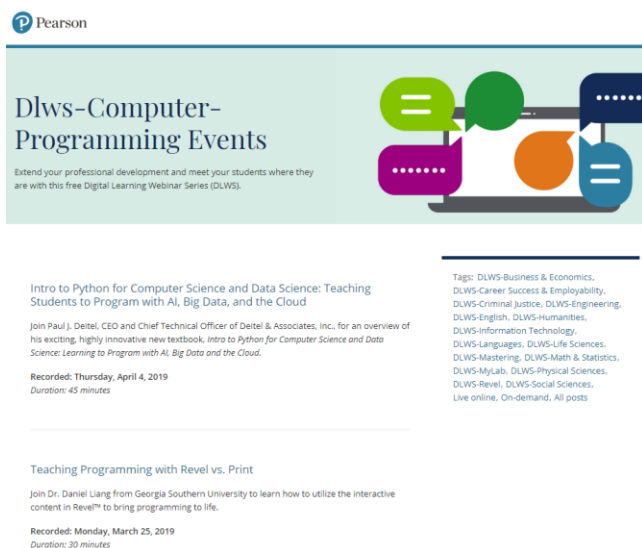 Pearson
Dlws-Computer-
Programming Events
Extend your professional development and meet your students where they
are with this free Digital Learning Webinar Series (DLWS).
Intro to Python for Computer Science and Data Science: Teaching
Students to Program with AI, Big Data, and the Cloud
Join Paul J. Deitel, CEO and Chief Technical Officer of Deitel & Associates, Inc., for an overview of
his exciting, highly innovative new textbook, Intro to Python for Computer Science and Data
Science: Learning to Program with AI, Big Data and the Cloud.
Recorded: Thursday, April 4, 2019
Duration: 45 minutes
Teaching Programming with Revel vs. Print
Join Dr. Daniel Liang from Georgia Southern University to learn how to utilize the interactive
content in Revel™ to bring programming to life.
Recorded: Monday, March 25, 2019
Duration: 30 minutes
Tags: DLWS-Business & Economics,
DLWS-Career Success & Employability,
DLWS-Criminal Justice, DLWS-Engineering,
DLWS-English, DLWS-Humanities,
DLWS-Information Technology,
DLWS-Languages, DLWS-Life Sciences,
DLWS-Mastering, DLWS-Math & Statistics,
DLWS-MyLab, DLWS-Physical Sciences,
DLWS-Revel, DLWS-Social Sciences,
Live online, On-demand, All posts